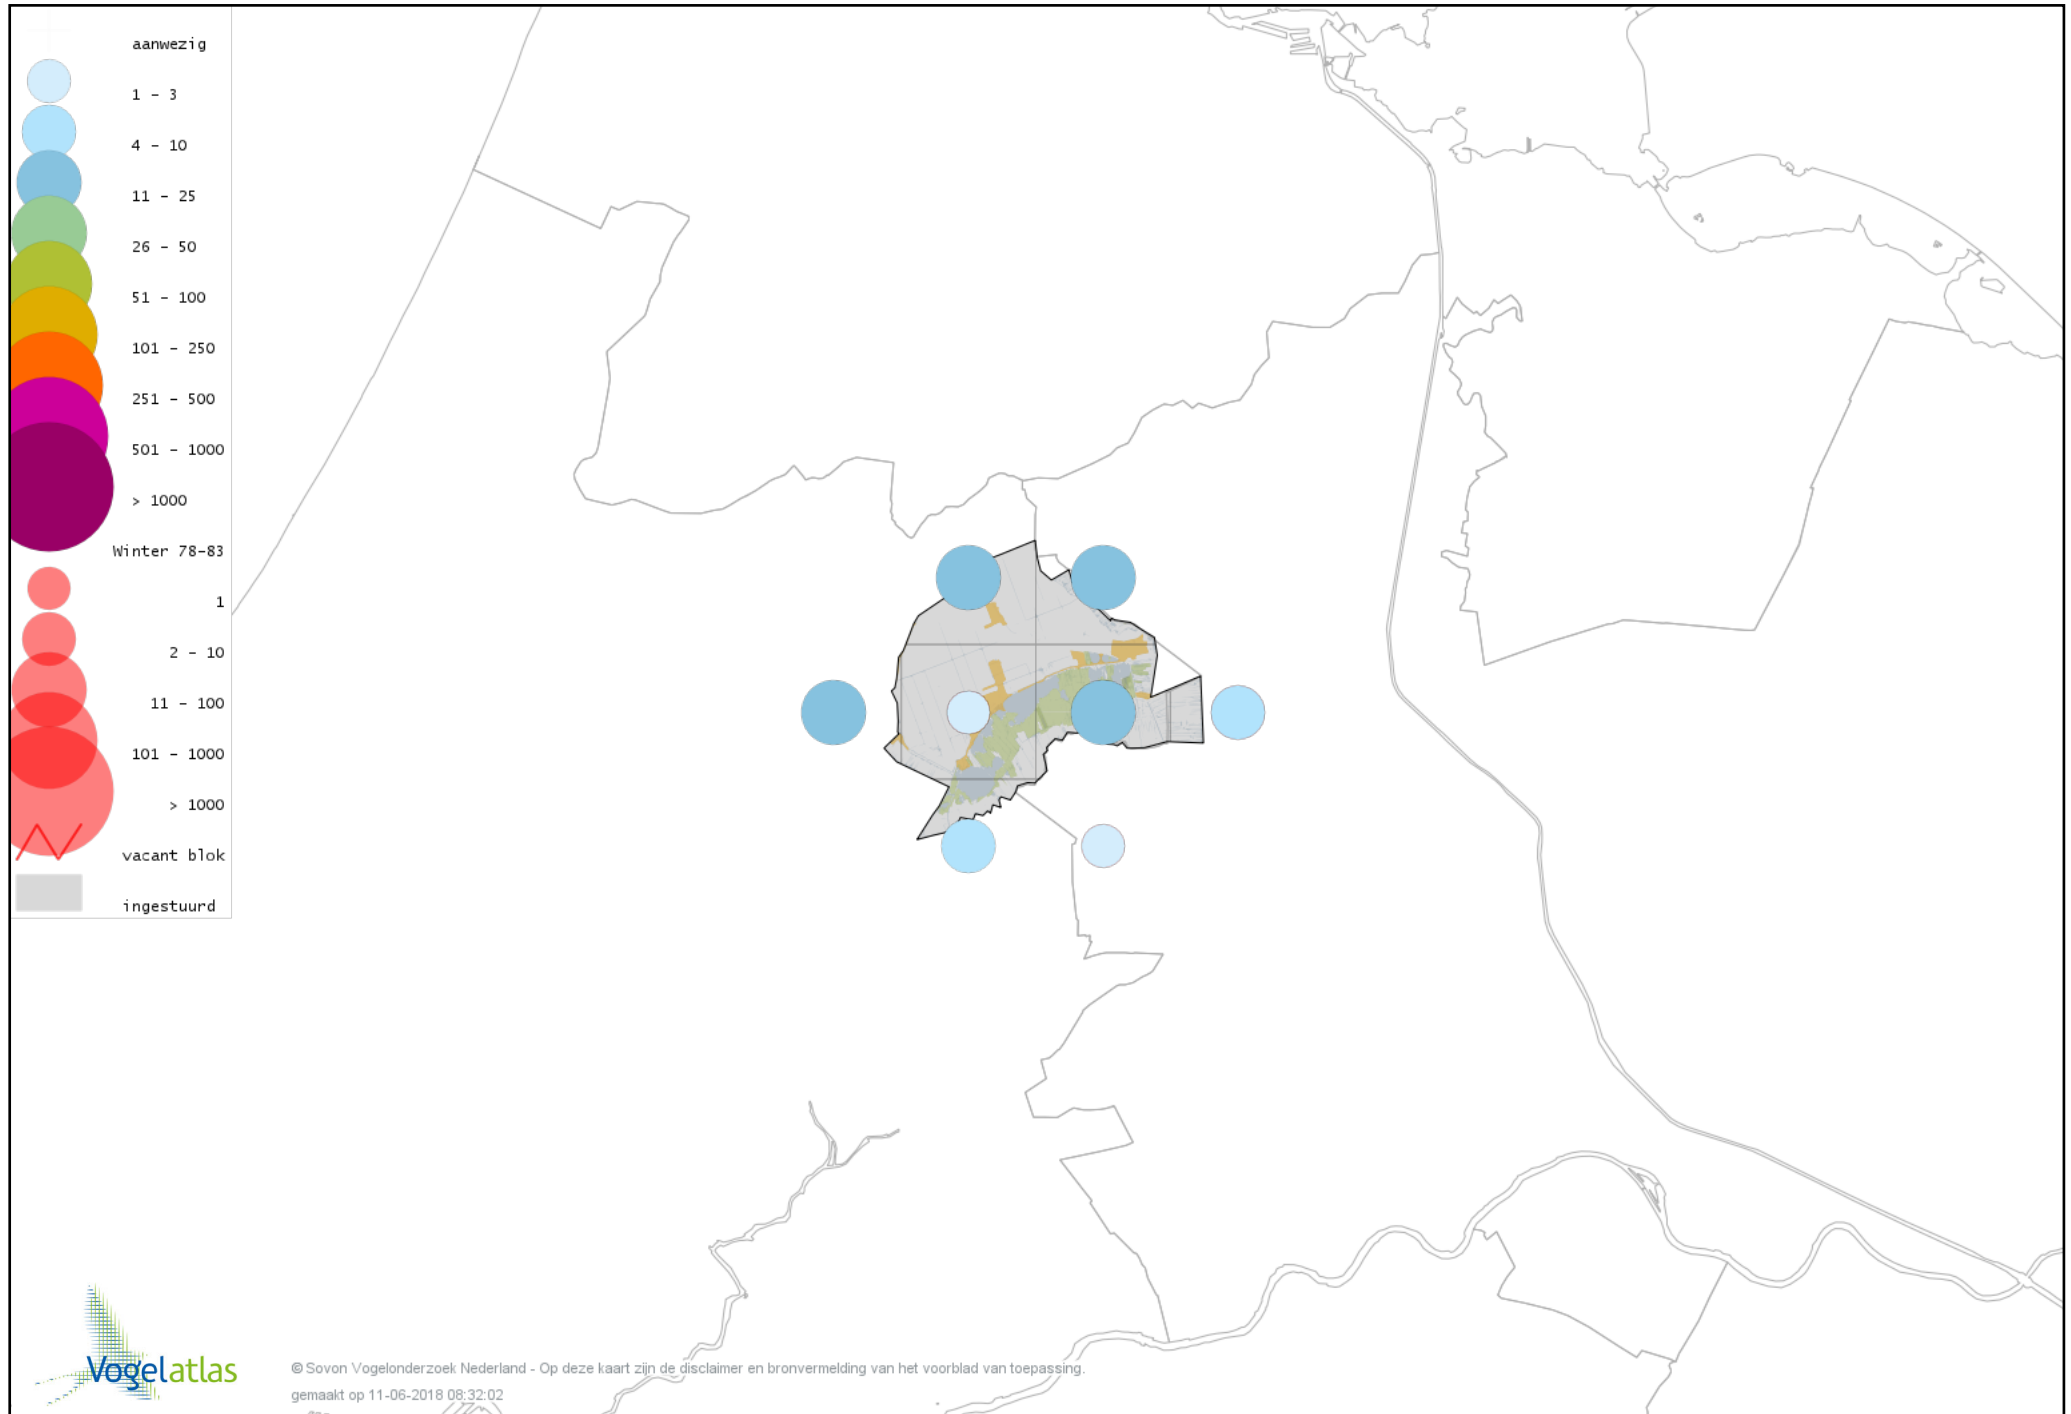 aanwezig
1 - 3
4 - 10
11 - 25
26 - 50
51 - 100
101 - 250
251 - 500
501 - 1000
> 1000
Winter 78-83
1
2 - 10
11 - 100
101 - 1000
> 1000
vacant blok
ingestuurd
Vogelatlas
© Sovon Vogelonderzoek Nederland - Op deze kaart zijn de disclaimer en bronvermelding van het voorblad van toepassing.
gemaakt op 11-06-2018 08:32:02